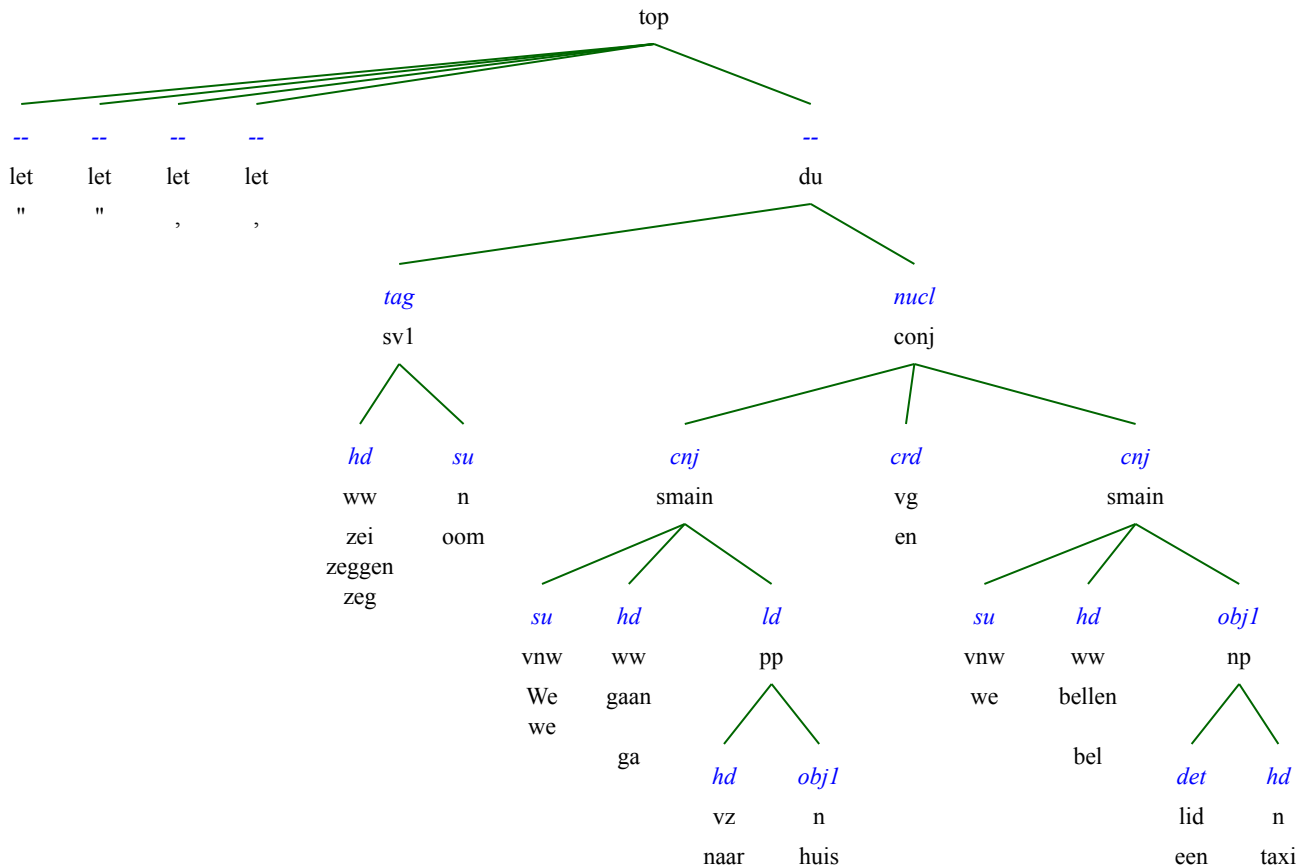 top
-- -- -- -- --
let let let let du
" " , ,
tag nucl
sv1 conj
hd su cnj crd cnj
ww n smain vg smain
zei oom en
zeggen
zeg
su hd ld su hd obj1
vnw ww pp vnw ww np
We gaan we bellen
we
ga bel
hd obj1 det hd
vz n lid n
naar huis een taxi